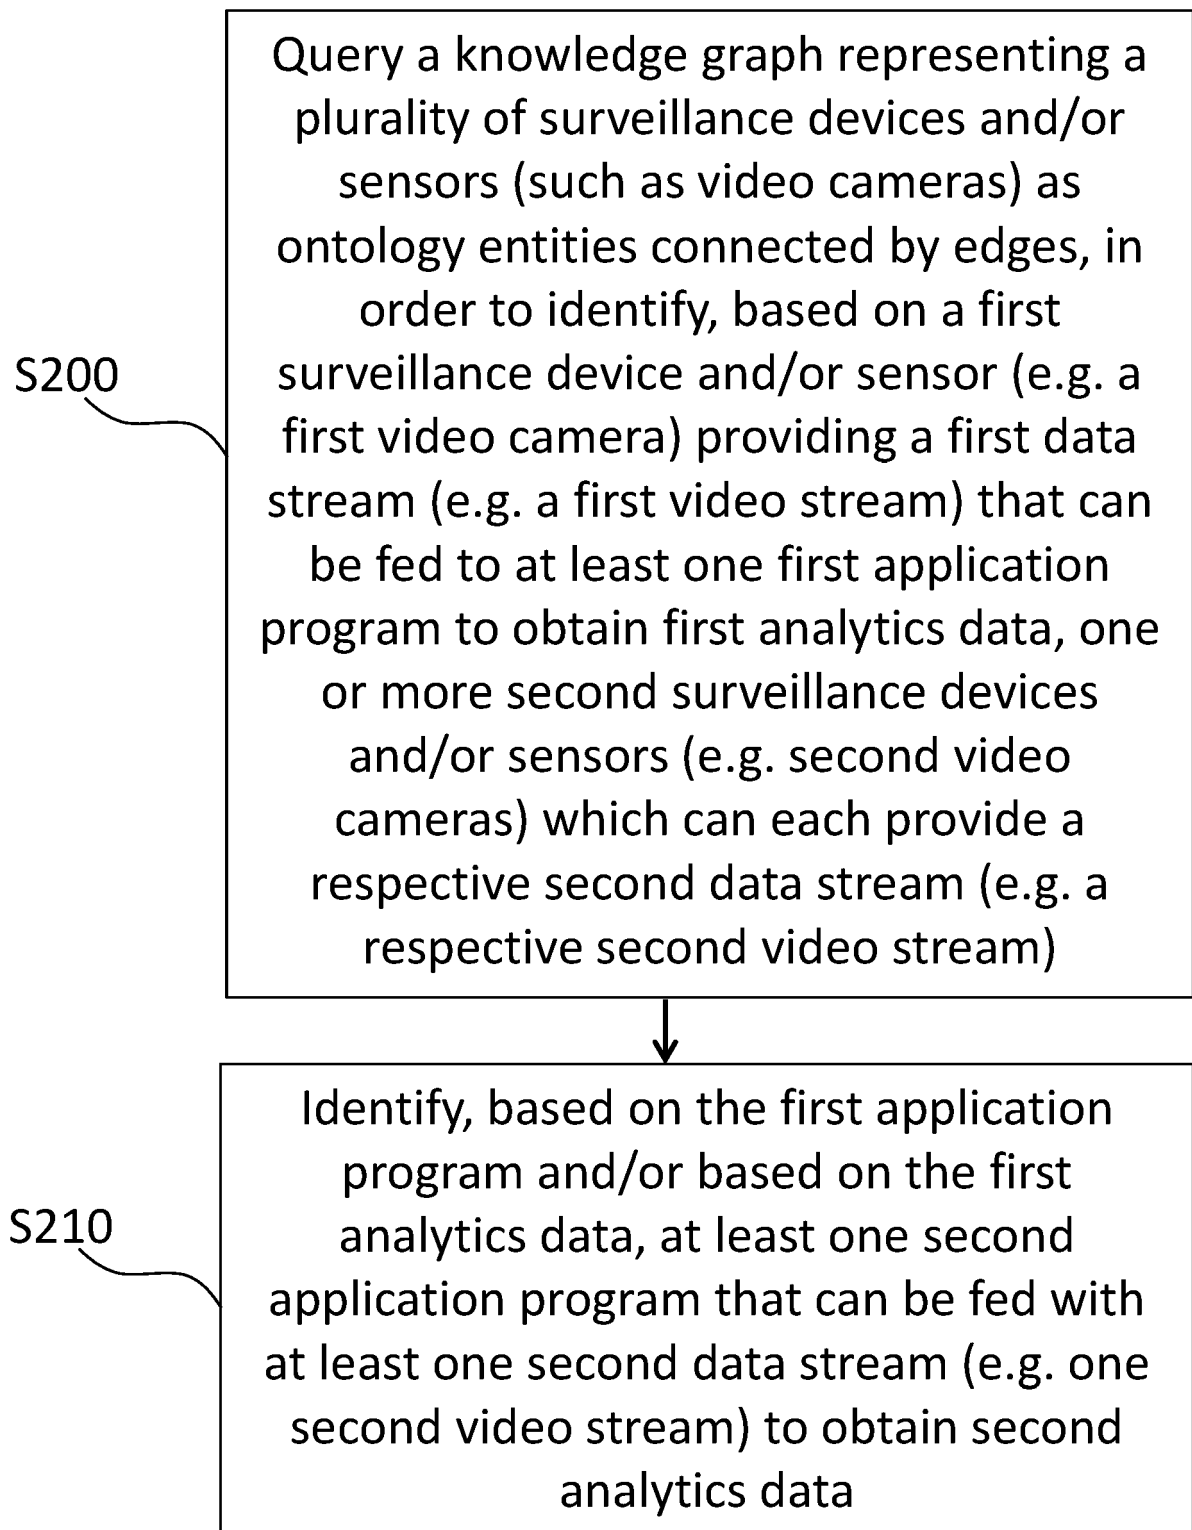 Query a knowledge graph representing a
plurality of surveillance devices and/or
sensors (such as video cameras) as
ontology entities connected by edges, in
order to identify, based on a first
S200
surveillance device and/or sensor (e.g. a
first video camera) providing a first data
stream (e.g. a first video stream) that can
be fed to at least one first application
program to obtain first analytics data, one
or more second surveillance devices
and/or sensors (e.g. second video
cameras) which can each provide a
respective second data stream (e.g. a
respective second video stream)
Identify, based on the first application
program and/or based on the first
S210
analytics data, at least one second
application program that can be fed with
at least one second data stream (e.g. one
second video stream) to obtain second
analytics data